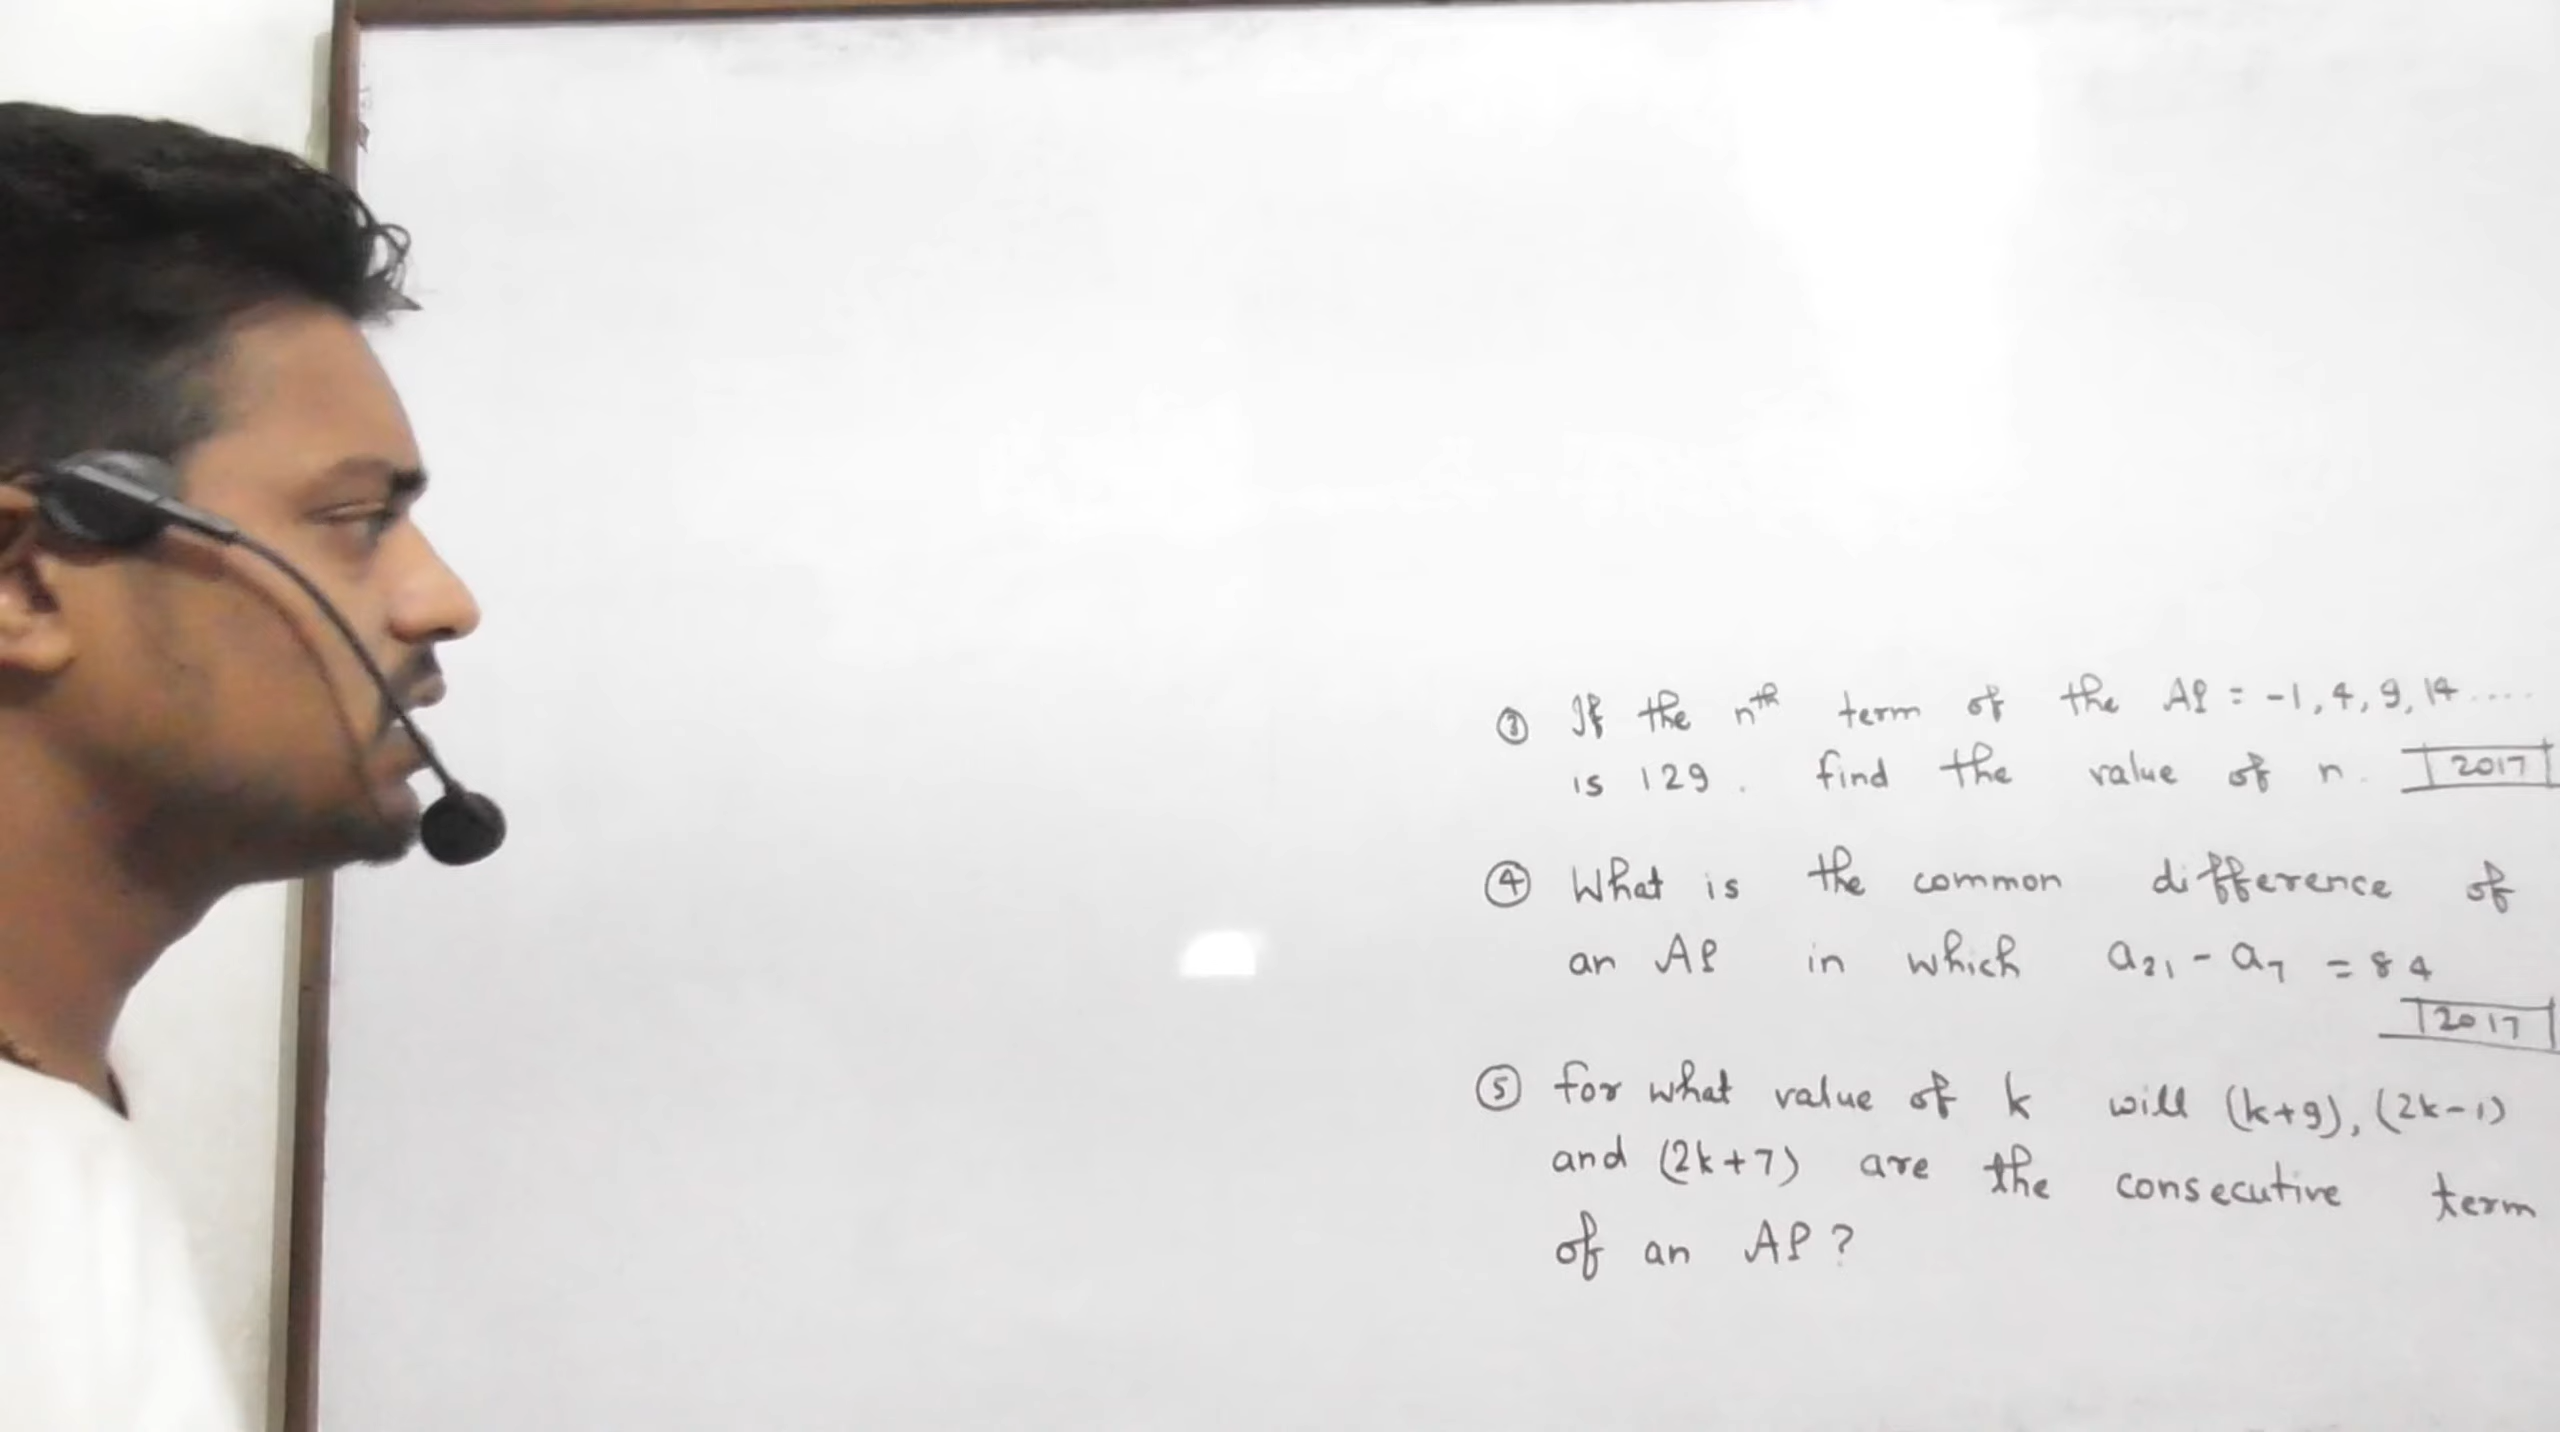 ③ If the nth term of the AP = -1, 4, 9, 14 ....
is 129. find the value of n. 2017
④ What is the common difference of
an AP in which a₂₁ - a₇ = 84
2017
⑤ for what value of k will (k+9), (2k-1)
and (2k+7) are the consecutive term
of an AP?